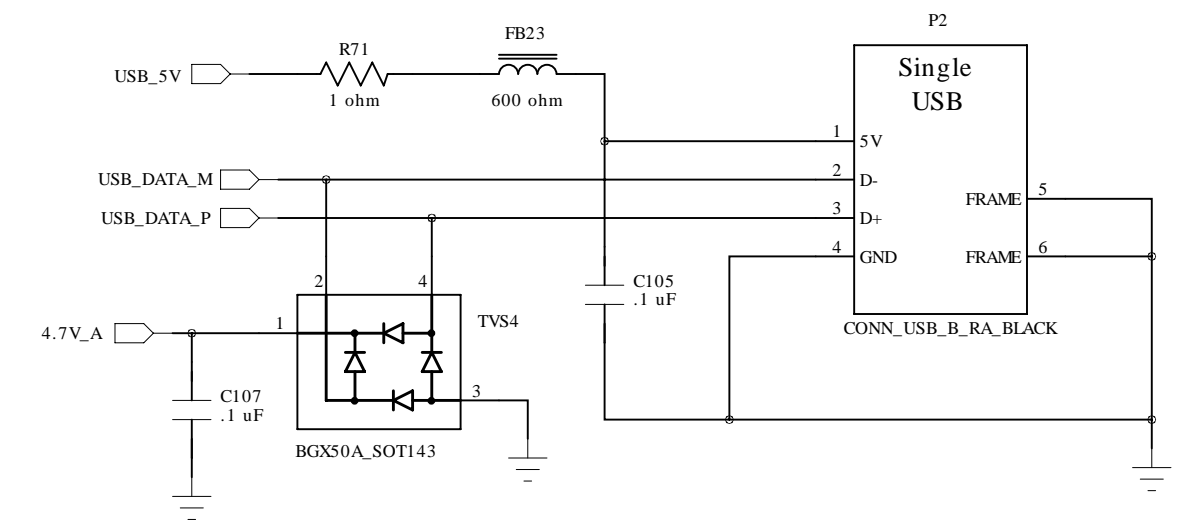 P2
FB23
R71
USB_5V
1 ohm
600 ohm
Single
USB
1
5V
USB_DATA_M
2
D-
FRAME
5
USB_DATA_P
3
D+
4
GND
FRAME
6
2
4
C105
.1 uF
4.7V_A
1
TVS4
CONN_USB_B_RA_BLACK
3
C107
.1 uF
BGX50A_SOT143